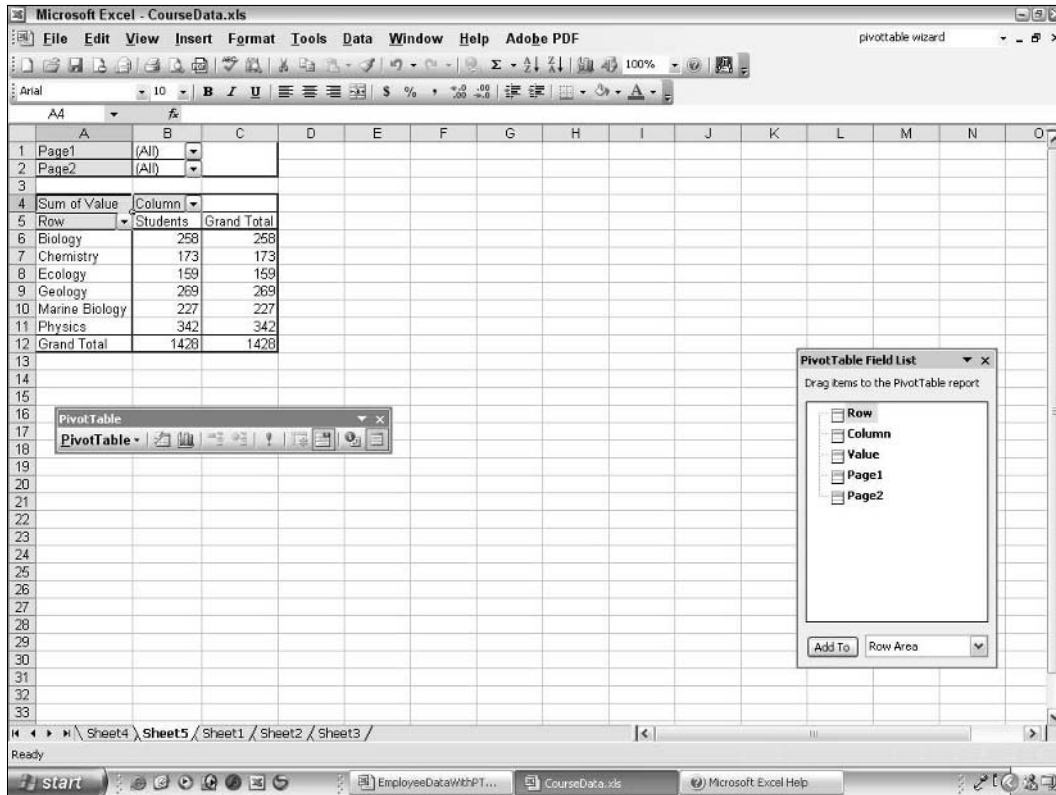 Microsoft Excel - CourseData.xls
File Edit View Insert Format Tools Data Window Help Adobe PDF pivottable wizard
100%
Arial 10 B I U $ % , A
A4 fx
A B C D E F G H I J K L M N O
1 Page1 (All)
2 Page2 (All)
3
4 Sum of Value Column
5 Row Students Grand Total
6 Biology 258 258
7 Chemistry 173 173
8 Ecology 159 159
9 Geology 269 269
10 Marine Biology 227 227
11 Physics 342 342
12 Grand Total 1428 1428
13
14
15
16
17
18
19
20
21
22
23
24
25
26
27
28
29
30
31
32
33
PivotTable
PivotTable
PivotTable Field List
Drag items to the PivotTable report
Row
Column
Value
Page1
Page2
Add To Row Area
Sheet4 Sheet5 Sheet1 Sheet2 Sheet3
Ready
start EmployeeDataWithPT... CourseData.xls Microsoft Excel Help